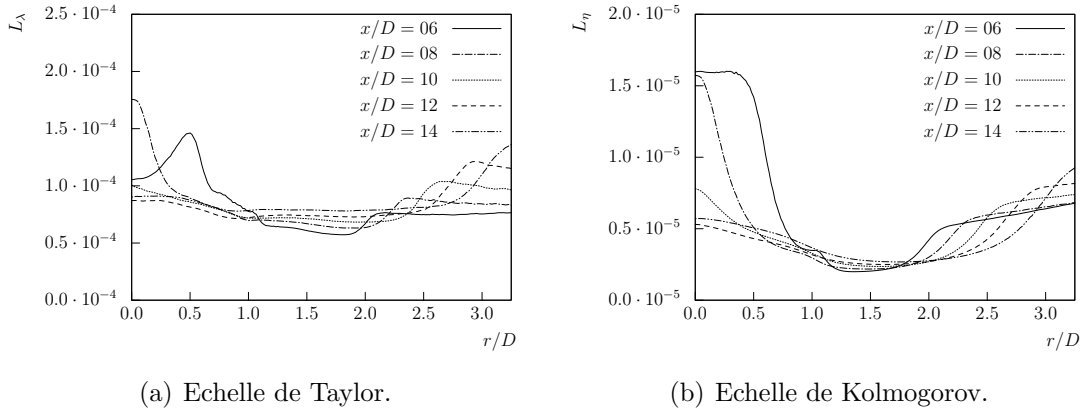 L_λ
2.5 · 10⁻⁴
2.0 · 10⁻⁴
1.5 · 10⁻⁴
1.0 · 10⁻⁴
0.5 · 10⁻⁴
0.0 · 10⁻⁴
0.0 0.5 1.0 1.5 2.0 2.5 3.0
r/D
x/D = 06
x/D = 08
x/D = 10
x/D = 12
x/D = 14
(a) Echelle de Taylor.
L_η
2.0 · 10⁻⁵
1.5 · 10⁻⁵
1.0 · 10⁻⁵
0.5 · 10⁻⁵
0.0 · 10⁻⁵
0.0 0.5 1.0 1.5 2.0 2.5 3.0
r/D
x/D = 06
x/D = 08
x/D = 10
x/D = 12
x/D = 14
(b) Echelle de Kolmogorov.